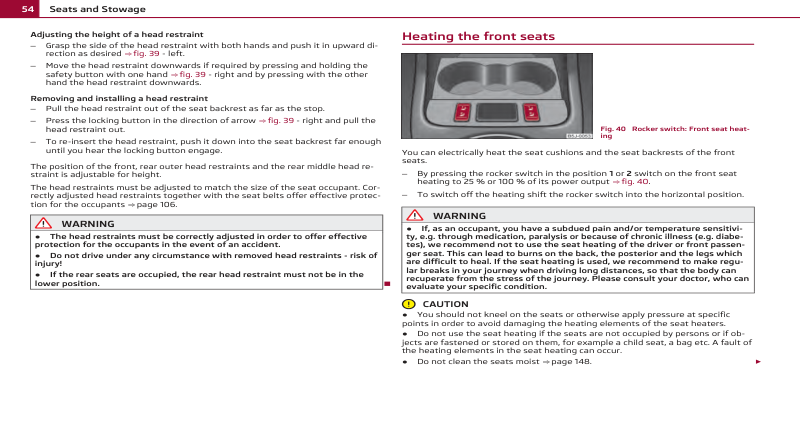 54 Seats and Stowage
Adjusting the height of a head restraint
– Grasp the side of the head restraint with both hands and push it in upward di-
rection as desired ⇒ fig. 39 - left.
– Move the head restraint downwards if required by pressing and holding the
safety button with one hand ⇒ fig. 39 - right and by pressing with the other
hand the head restraint downwards.
Removing and installing a head restraint
– Pull the head restraint out of the seat backrest as far as the stop.
– Press the locking button in the direction of arrow ⇒ fig. 39 - right and pull the
head restraint out.
– To re-insert the head restraint, push it down into the seat backrest far enough
until you hear the locking button engage.
The position of the front, rear outer head restraints and the rear middle head re-
straint is adjustable for height.
The head restraints must be adjusted to match the size of the seat occupant. Cor-
rectly adjusted head restraints together with the seat belts offer effective protec-
tion for the occupants ⇒ page 106.
WARNING
● The head restraints must be correctly adjusted in order to offer effective
protection for the occupants in the event of an accident.
● Do not drive under any circumstance with removed head restraints - risk of
injury!
● If the rear seats are occupied, the rear head restraint must not be in the
lower position.
Heating the front seats
Fig. 40 Rocker switch: Front seat heat-
ing
You can electrically heat the seat cushions and the seat backrests of the front
seats.
– By pressing the rocker switch in the position 1 or 2 switch on the front seat
heating to 25 % or 100 % of its power output ⇒ fig. 40.
– To switch off the heating shift the rocker switch into the horizontal position.
WARNING
● If, as an occupant, you have a subdued pain and/or temperature sensitivi-
ty, e.g. through medication, paralysis or because of chronic illness (e.g. diabe-
tes), we recommend not to use the seat heating of the driver or front passen-
ger seat. This can lead to burns on the back, the posterior and the legs which
are difficult to heal. If the seat heating is used, we recommend to make regu-
lar breaks in your journey when driving long distances, so that the body can
recuperate from the stress of the journey. Please consult your doctor, who can
evaluate your specific condition.
CAUTION
● You should not kneel on the seats or otherwise apply pressure at specific
points in order to avoid damaging the heating elements of the seat heaters.
● Do not use the seat heating if the seats are not occupied by persons or if ob-
jects are fastened or stored on them, for example a child seat, a bag etc. A fault of
the heating elements in the seat heating can occur.
● Do not clean the seats moist ⇒ page 148.